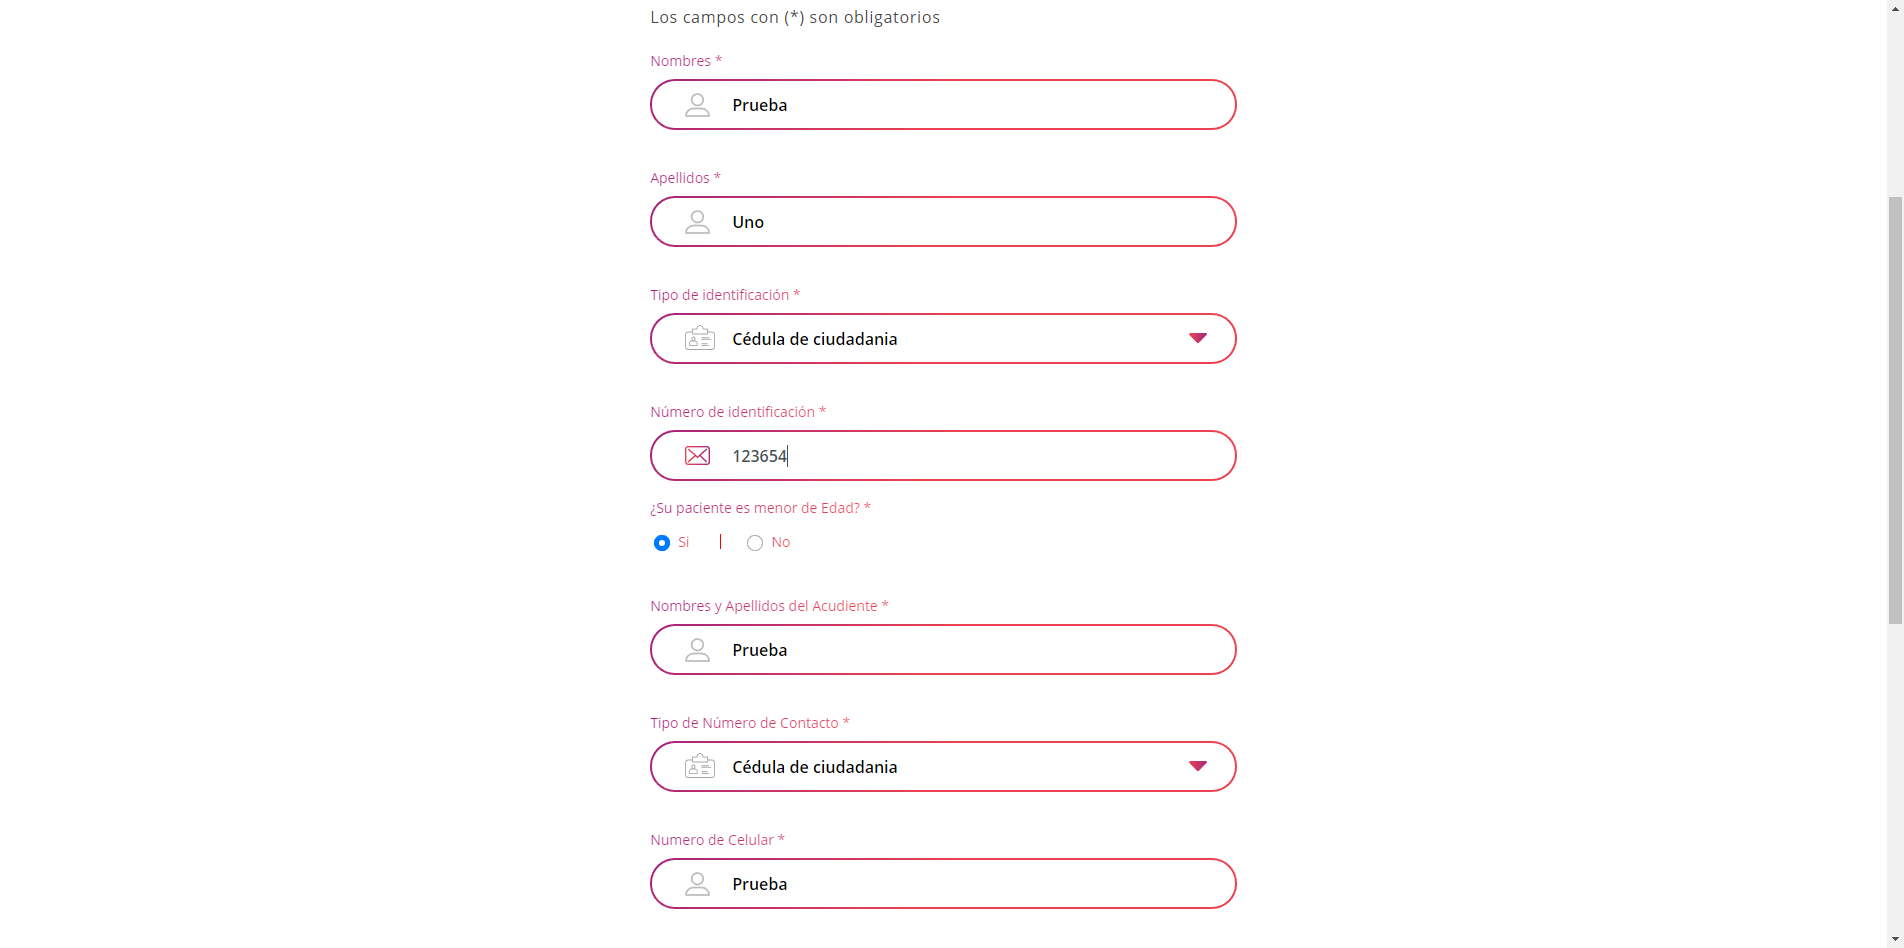 Los campos con (*) son obligatorios
Nombres *
Prueba
Apellidos *
Uno
Tipo de identificación *
Cédula de ciudadania
Número de identificación *
123654
¿Su paciente es menor de Edad? *
Si | No
Nombres y Apellidos del Acudiente *
Prueba
Tipo de Número de Contacto *
Cédula de ciudadania
Numero de Celular *
Prueba